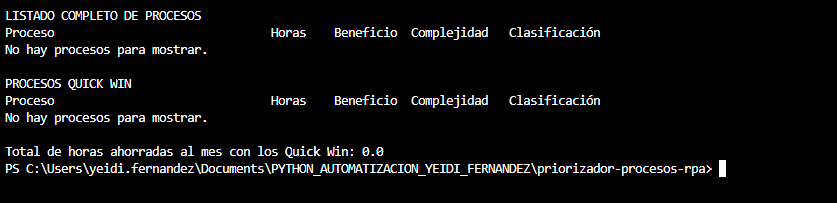 LISTADO COMPLETO DE PROCESOS
Proceso Horas Beneficio Complejidad Clasificación
No hay procesos para mostrar.
PROCESOS QUICK WIN
Proceso Horas Beneficio Complejidad Clasificación
No hay procesos para mostrar.
Total de horas ahorradas al mes con los Quick Win: 0.0
PS C:\Users\yeidi.fernandez\Documents\PYTHON_AUTOMATIZACION_YEIDI_FERNANDEZ\priorizador-procesos-rpa>